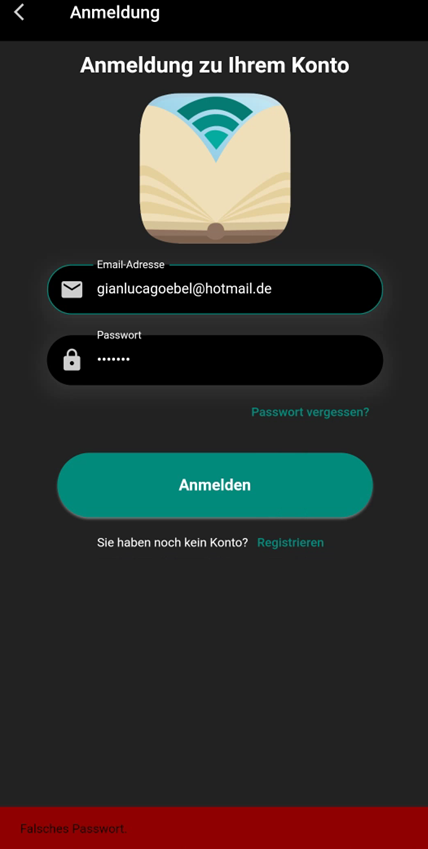 Anmeldung
Anmeldung zu Ihrem Konto
Email-Adresse
gianlucagoebel@hotmail.de
Passwort
•••••••
Passwort vergessen?
Anmelden
Sie haben noch kein Konto? Registrieren
Falsches Passwort.